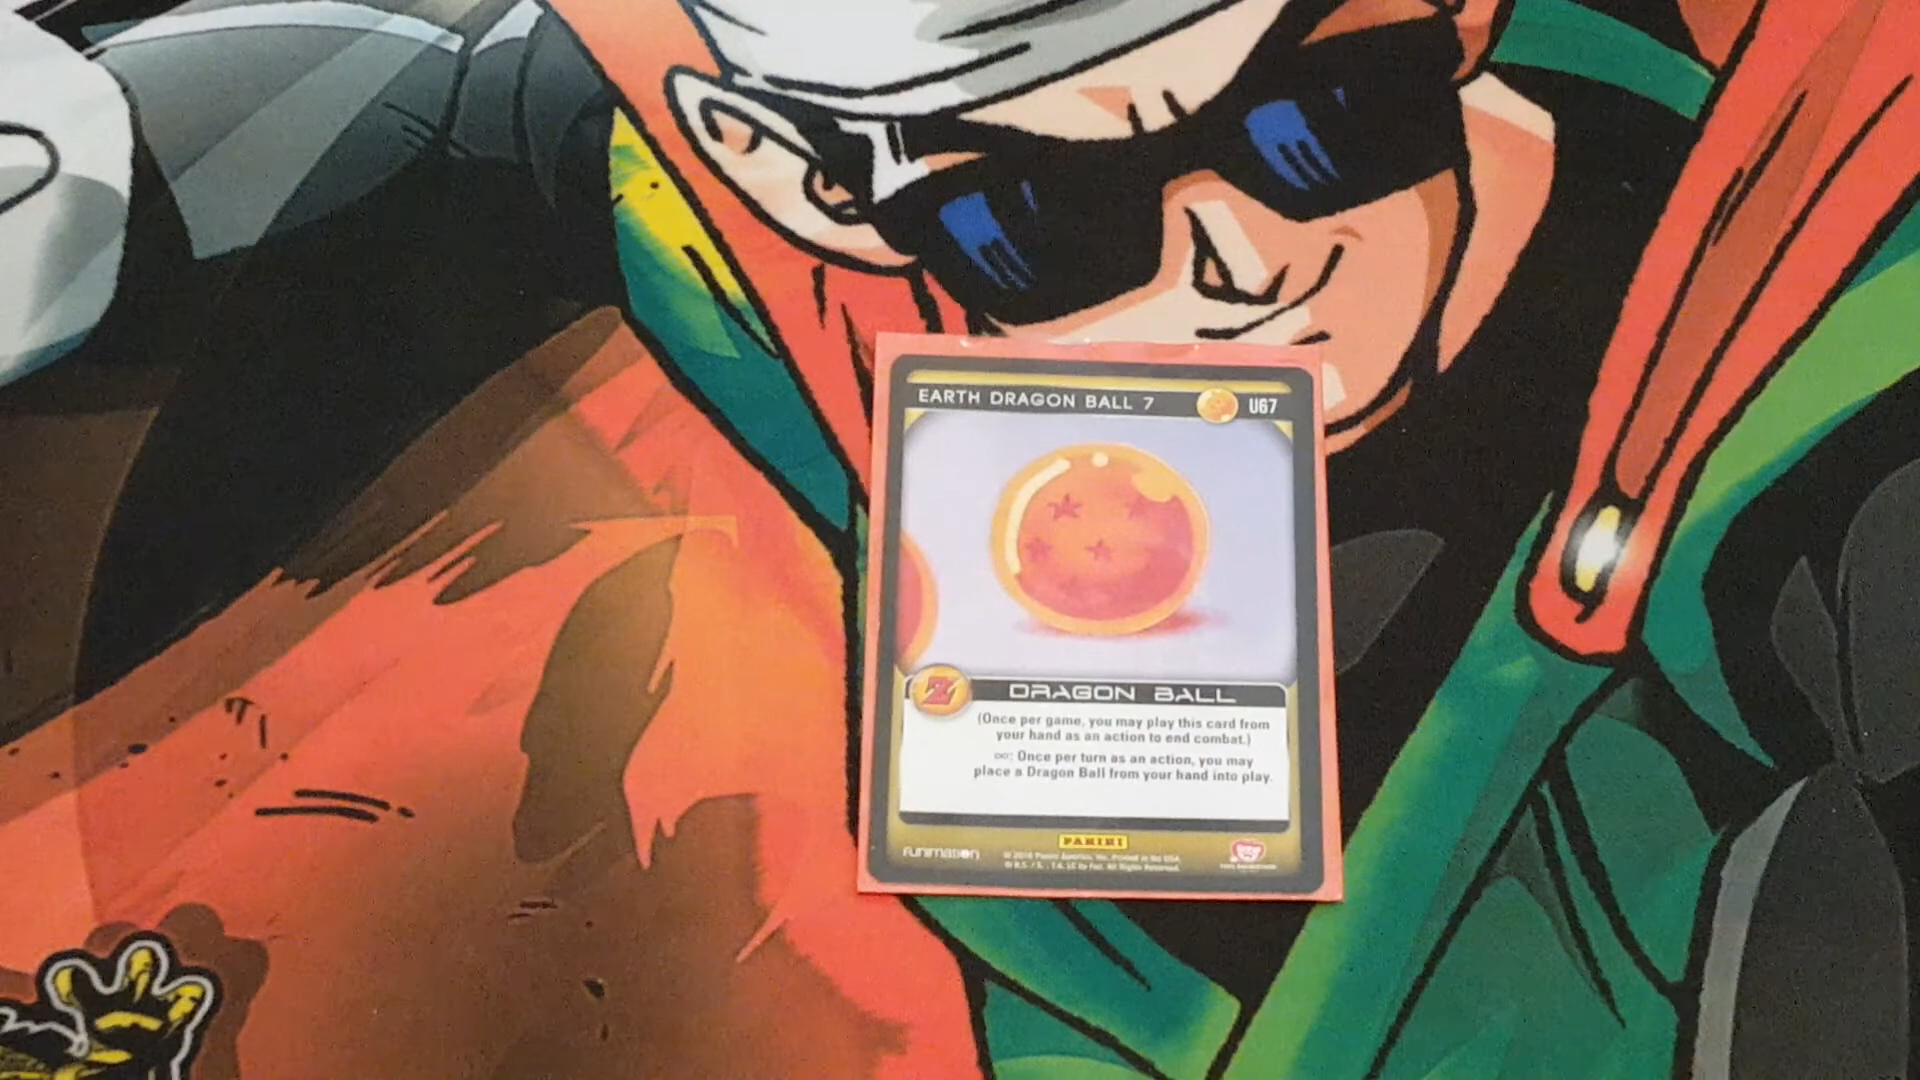 EARTH DRAGON BALL 7 U67
Z DRAGON BALL
(Once per game, you may play this card from
your hand as an action to end combat.)
∞: Once per turn as an action, you may
place a Dragon Ball from your hand into play.
PANINI
FUNIMATION